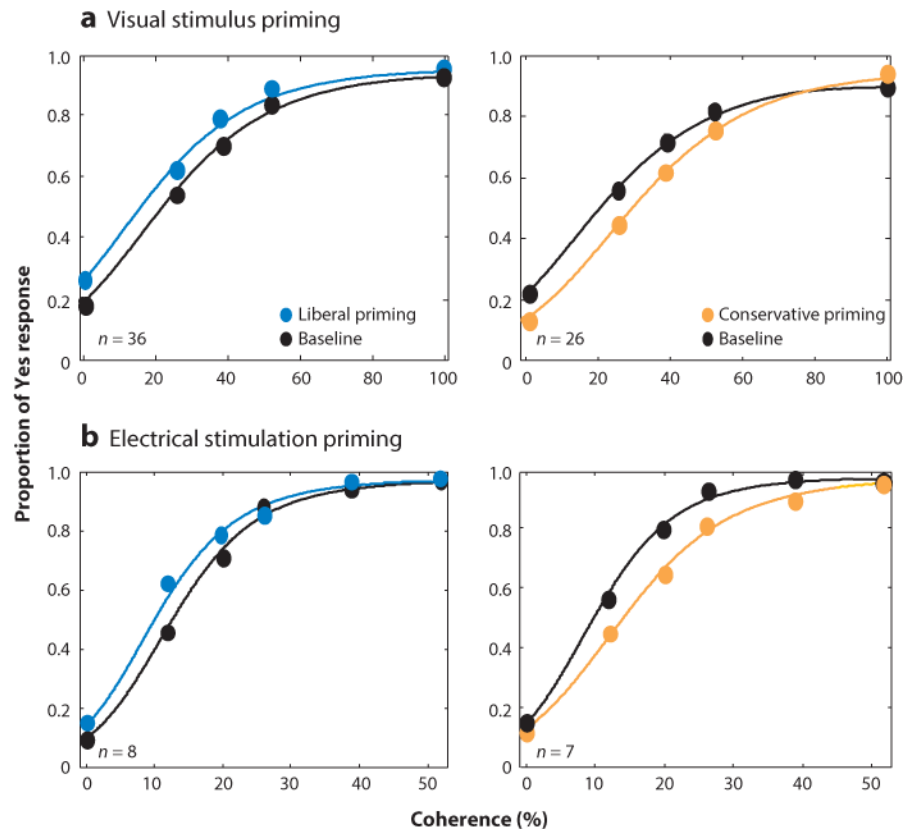 a Visual stimulus priming
Proportion of Yes response
1.0
0.8
0.6
0.4
0.2
0
Liberal priming
Baseline
n = 36
0 20 40 60 80 100
1.0
0.8
0.6
0.4
0.2
0
Conservative priming
Baseline
n = 26
0 20 40 60 80 100
b Electrical stimulation priming
1.0
0.8
0.6
0.4
0.2
0
n = 8
0 10 20 30 40 50
1.0
0.8
0.6
0.4
0.2
0
n = 7
0 10 20 30 40 50
Coherence (%)